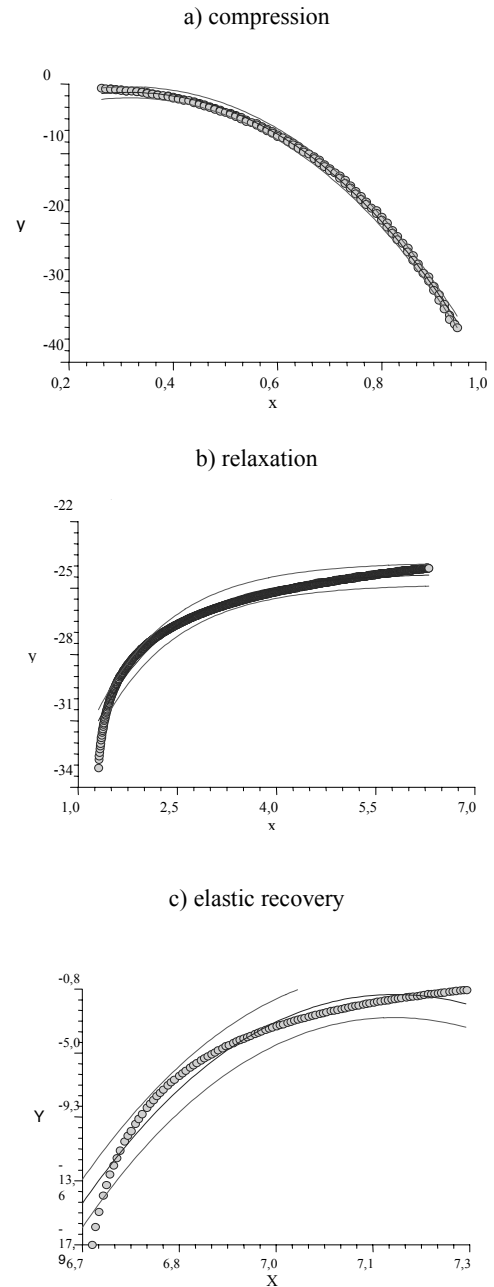 a) compression
0
-10
-20
y
-30
-40
0,2 0,4 0,6 0,8 1,0
x
b) relaxation
-22
-25
-28
y
-31
-34
1,0 2,5 4,0 5,5 7,0
x
c) elastic recovery
-0,8
-5,0
-9,3
Y
-
13,
6
-
17,
9
6,7 6,8 7,0 7,1 7,3
X